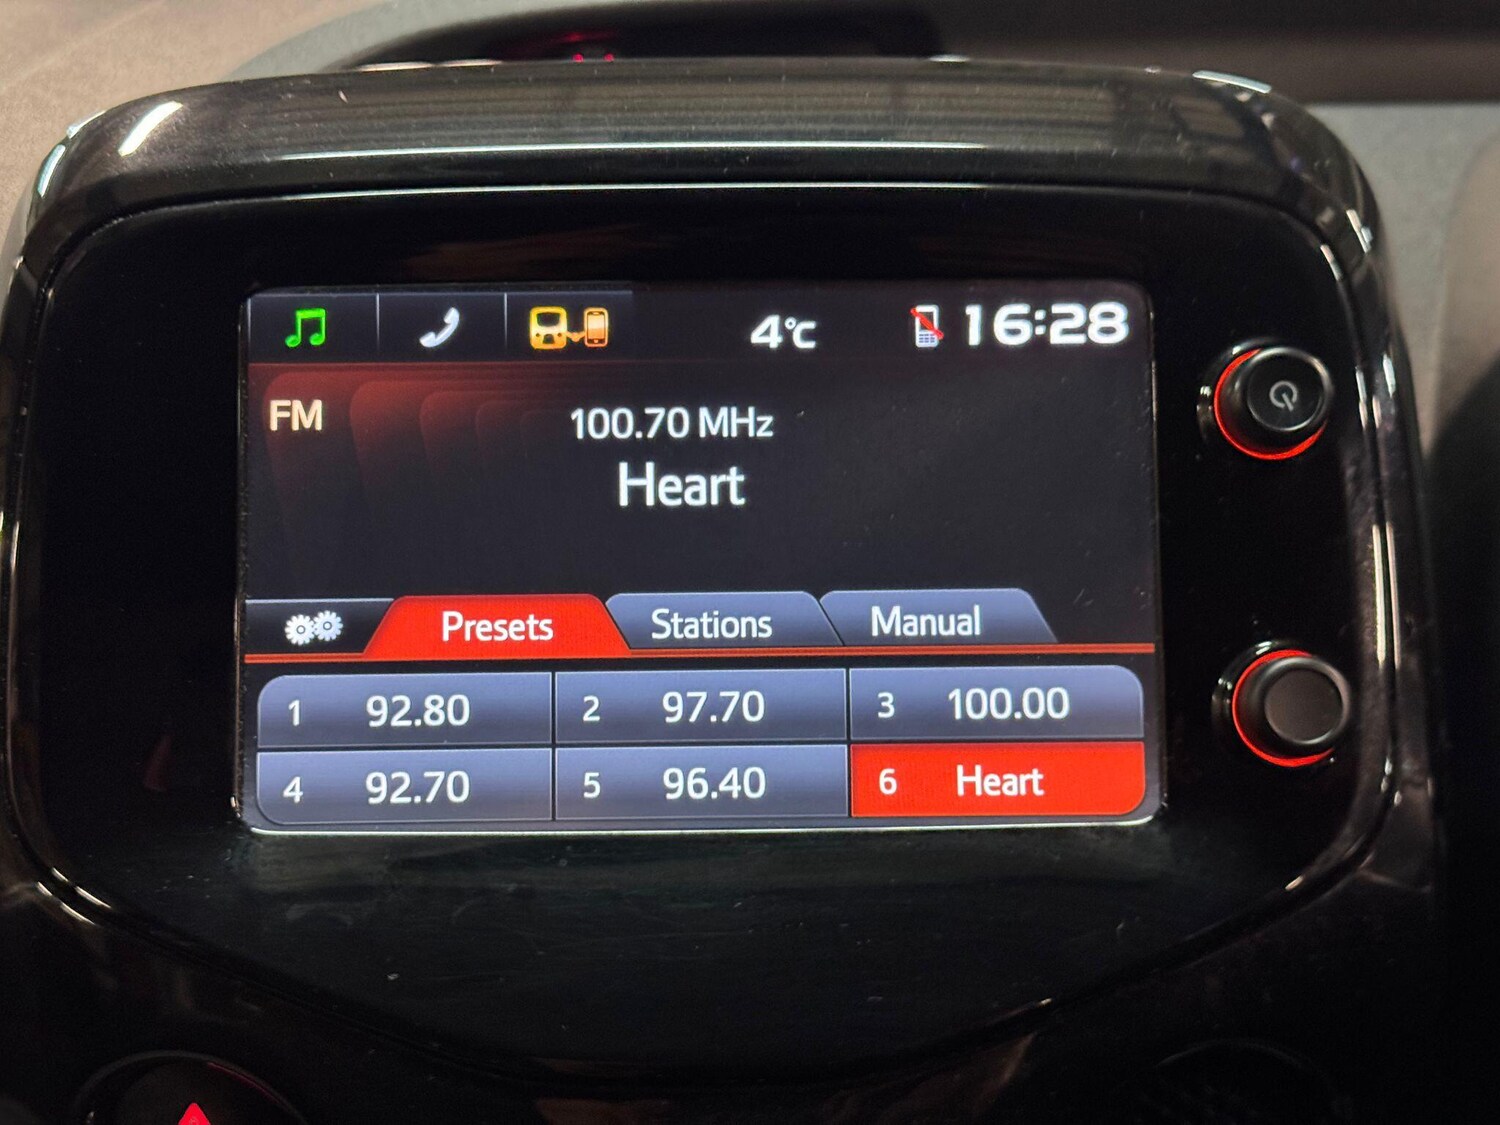 4°C 16:28
FM
100.70 MHz
Heart
Presets Stations Manual
1 92.80 2 97.70 3 100.00
4 92.70 5 96.40 6 Heart